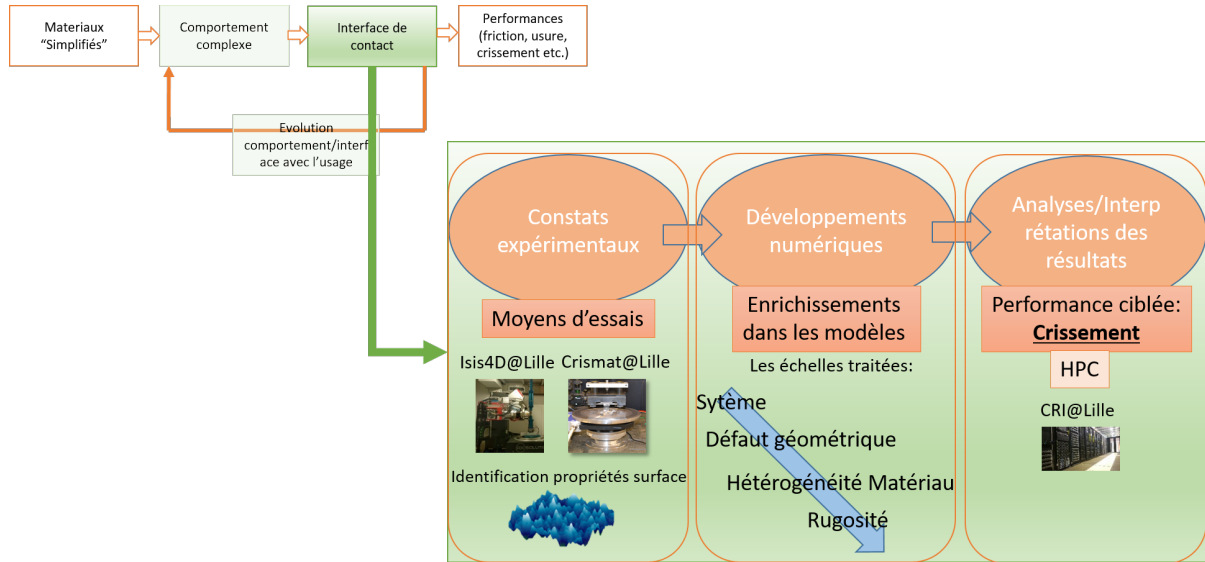 Materiaux
“Simplifiés”
Comportement
complexe
Interface de
contact
Performances
(friction, usure,
crissement etc.)
Evolution
comportement/interf
ace avec l’usage
Constats
expérimentaux
Développements
numériques
Analyses/Interp
rétations des
résultats
Moyens d’essais
Isis4D@Lille
Crismat@Lille
Identification propriétés surface
Enrichissements
dans les modèles
Les échelles traitées:
Sytème
Défaut géométrique
Hétérogénéité Matériau
Rugosité
Performance ciblée:
Crissement
HPC
CRI@Lille